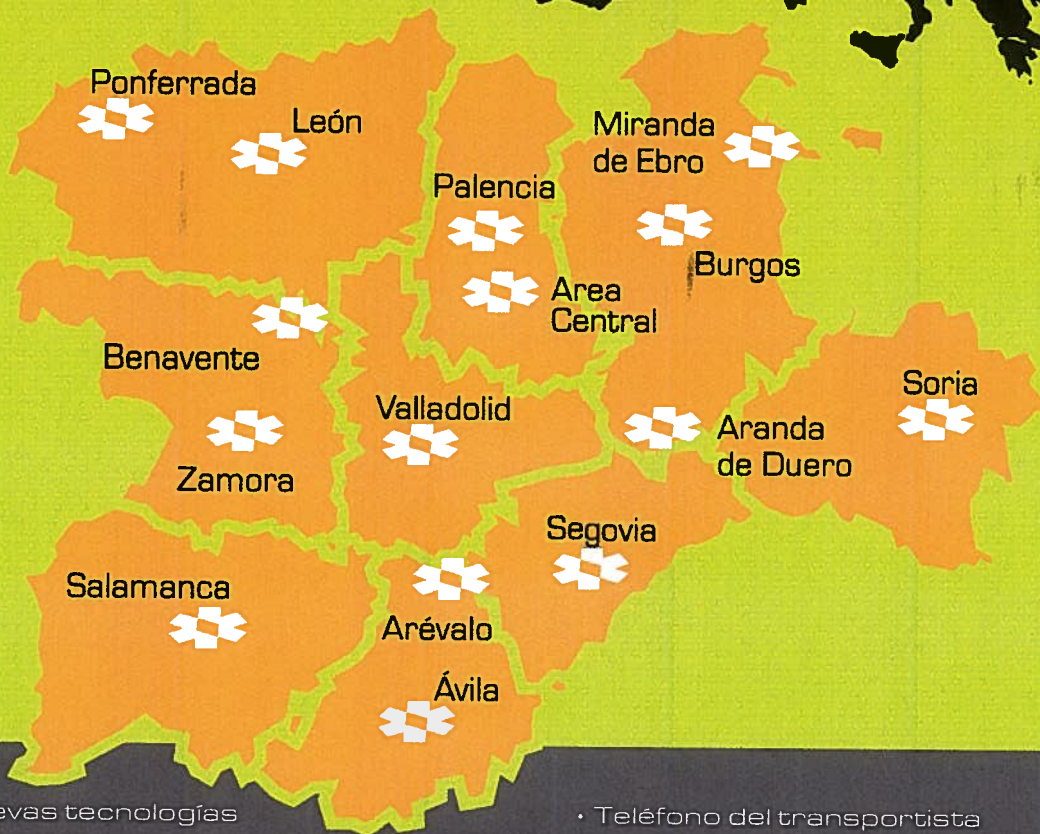 Ponferrada
León
Miranda
de Ebro
Palencia
Burgos
Area
Central
Benavente
Soria
Valladolid
Aranda
de Duero
Zamora
Segovia
Salamanca
Arévalo
Ávila
tecnologías
• Teléfono del transportista